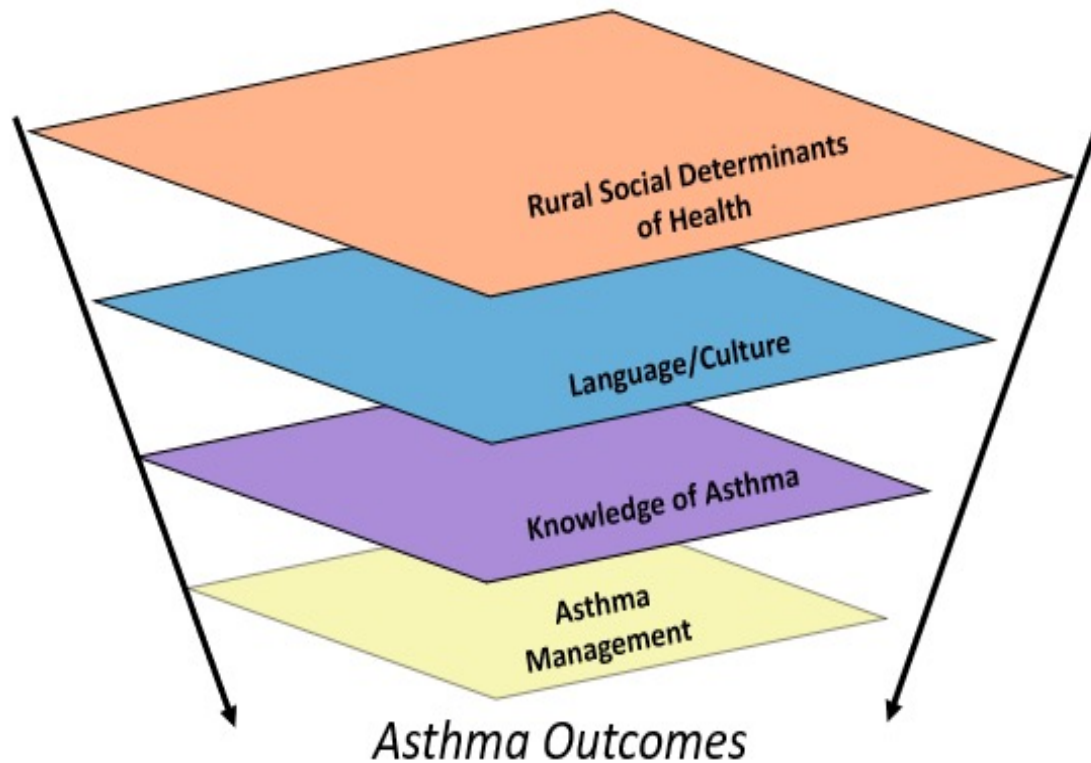 Rural Social Determinants
of Health
Language/Culture
Knowledge of Asthma
Asthma
Management
Asthma Outcomes